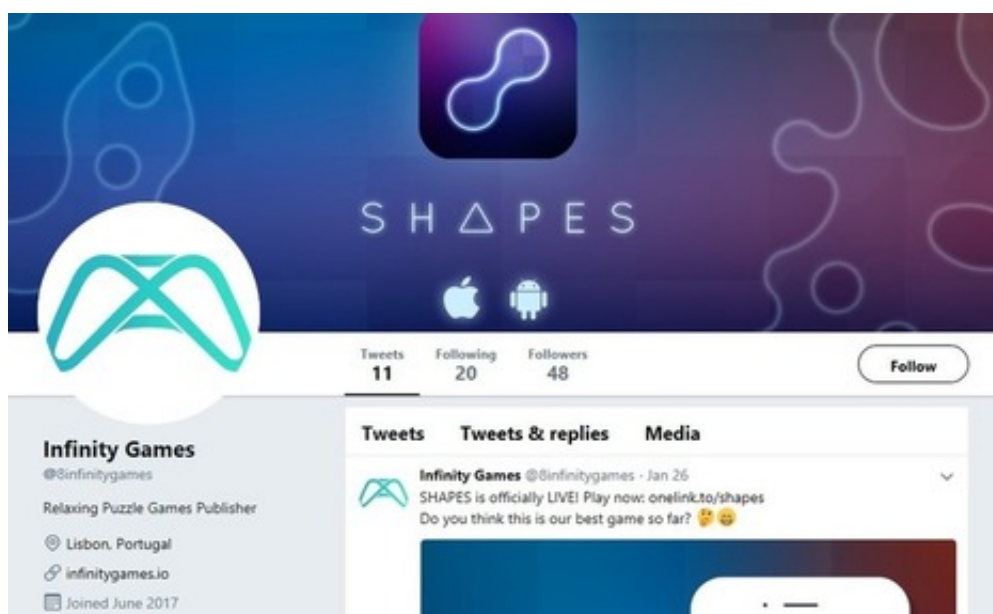 SHAPES
Tweets Following Followers
11 20 48
Follow
Infinity Games
@8infinitygames
Relaxing Puzzle Games Publisher
Lisbon, Portugal
infinitygames.io
Joined June 2017
Tweets Tweets & replies Media
Infinity Games @8infinitygames - Jan 26
SHAPES is officially LIVE! Play now: onelink.to/shapes
Do you think this is our best game so far? 🤔 😄